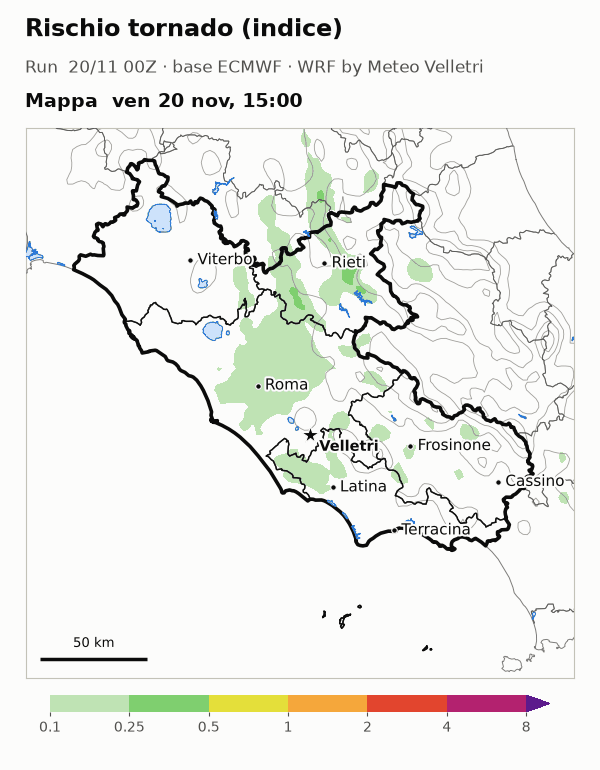 Rischio tornado (indice)
Run  20/11 00Z · base ECMWF · WRF by Meteo Velletri
Mappa  ven 20 nov, 15:00
Viterbo
Rieti
Roma
Velletri
Frosinone
Latina
Cassino
Terracina
50 km
0.1 0.25 0.5 1 2 4 8